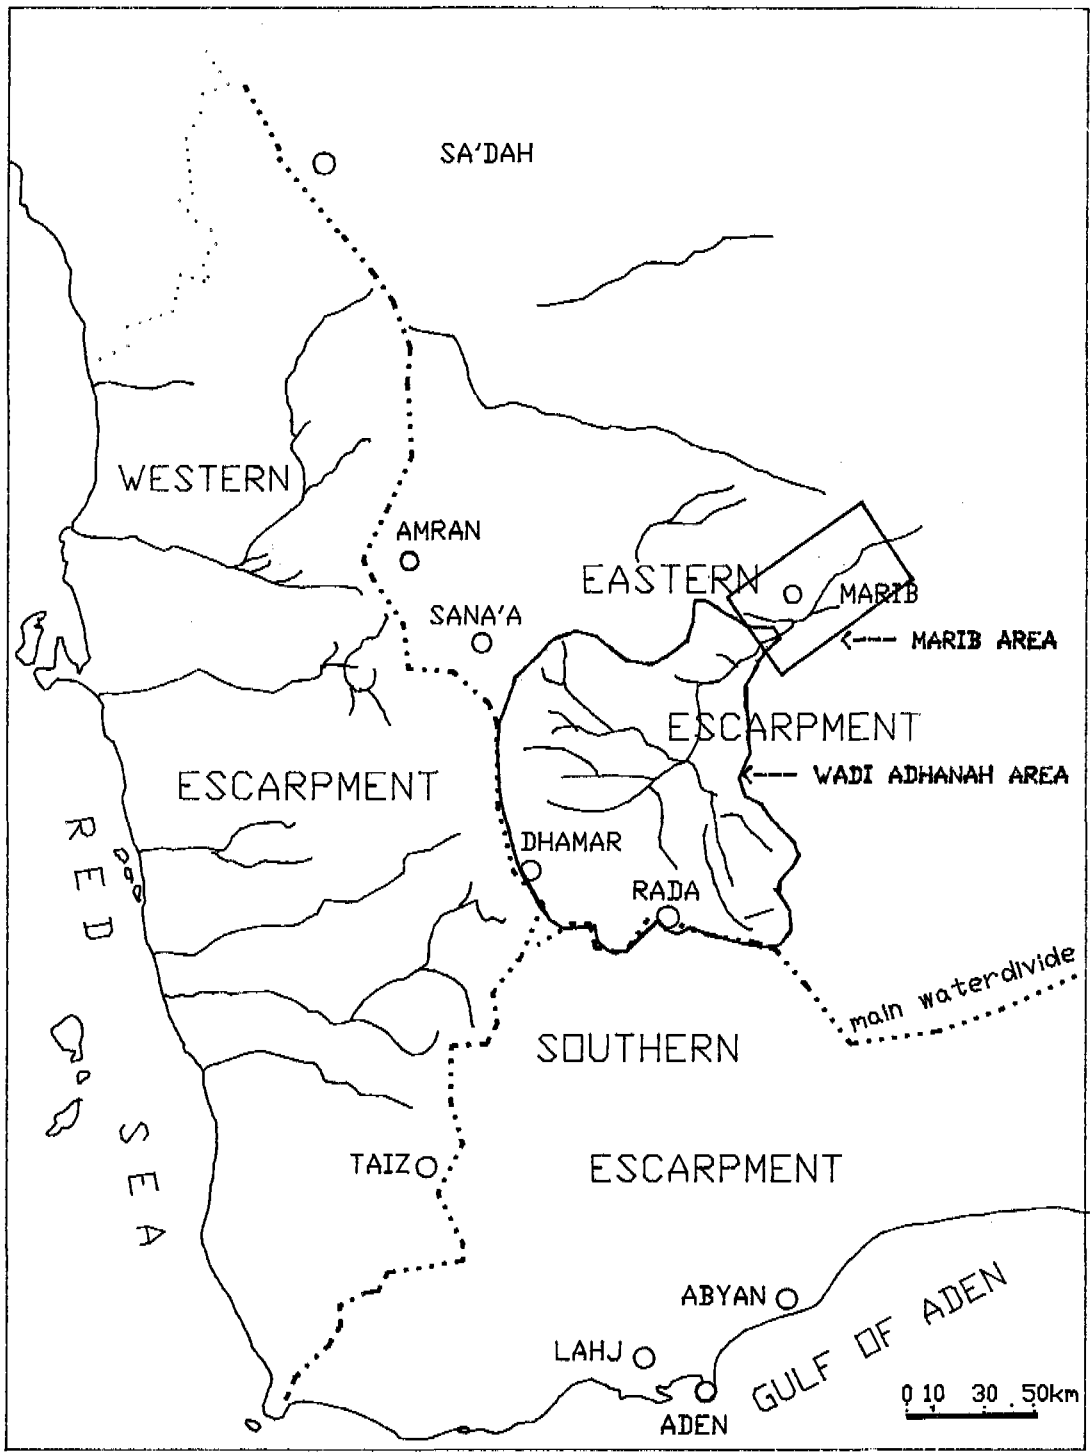 SA'DAH
WESTERN
AMRAN
EASTERN
MARIB
SANA'A
<--- MARIB AREA
ESCARPMENT
<--- WADI ADHANAH AREA
ESCARPMENT
RED
DHAMAR
RADA
main waterdivide
SOUTHERN
SEA
TAIZ
ESCARPMENT
ABYAN
GULF OF ADEN
LAHJ
ADEN
0 10 30 50km